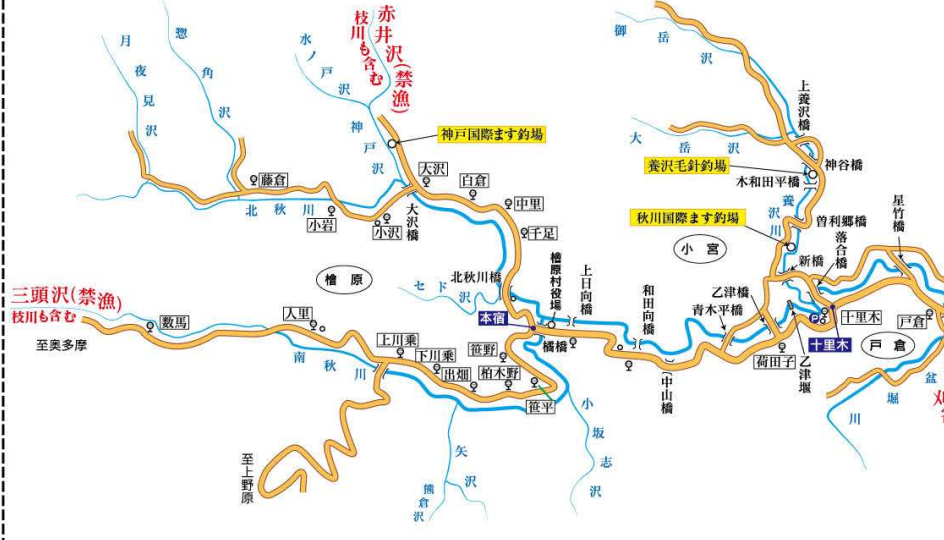 月夜見沢
惣角沢
水ノ戸沢
赤井沢(禁漁)
枝川も含む
神戸沢
神戸国際ます釣場
藤倉
北秋川
小岩
小沢
大沢
大沢橋
白倉
中里
千足
北秋川橋
セド沢
檜原
本宿
檜原村役場
橘橋
上日向橋
和田向橋
中山橋
三頭沢(禁漁)
枝川も含む
至奥多摩
数馬
人里
南秋川
上川乗
下川乗
出畑
柏木野
笹野
笹平
至上野原
矢沢
熊倉沢
小坂志沢
御岳沢
大岳沢
上養沢橋
神谷橋
養沢毛針釣場
木和田平橋
養沢川
秋川国際ます釣場
小宮
曽利郷橋
落合橋
星竹橋
新橋
乙津橋
青木平橋
荷田子
乙津堰
P
十里木
十里木
戸倉
戸倉
盆堀川